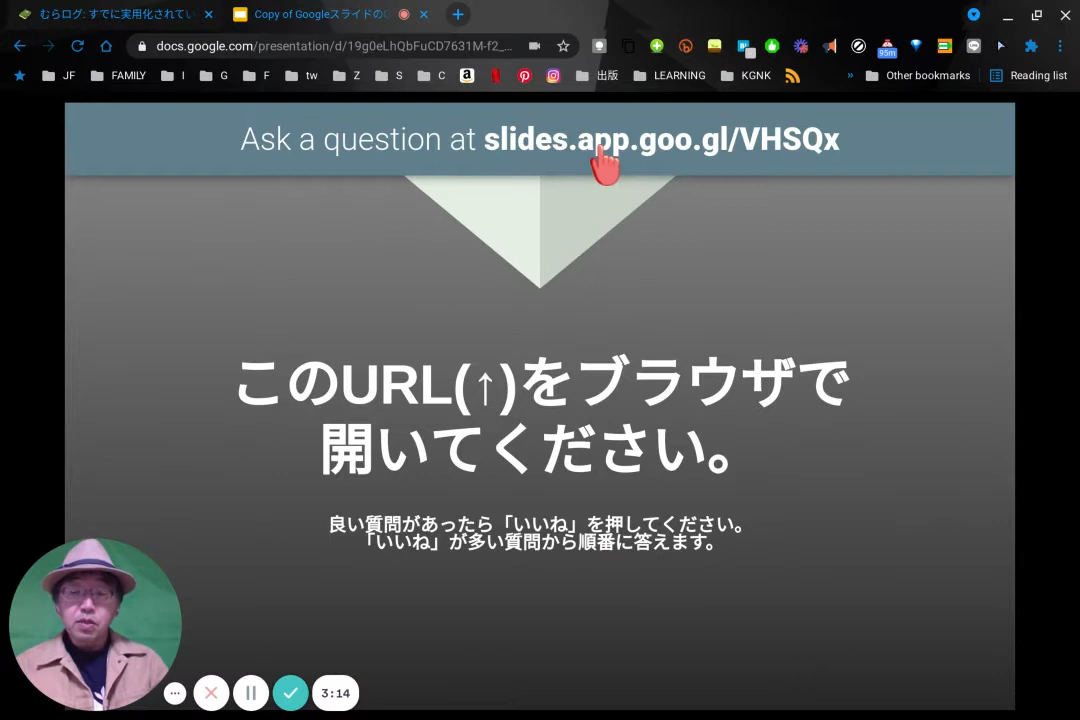 むらログ: すでに実用化されてい
Copy of GoogleスライドのQ
docs.google.com/presentation/d/19g0eLhQbFuCD7631M-f2_...
95m
JF
FAMILY
I
G
F
tw
Z
S
C
出版
LEARNING
KGNK
»
Other bookmarks
Reading list
Ask a question at slides.app.goo.gl/VHSQx
このURL(↑)をブラウザで
開いてください。
良い質問があったら「いいね」を押してください。
「いいね」が多い質問から順番に答えます。
3:14